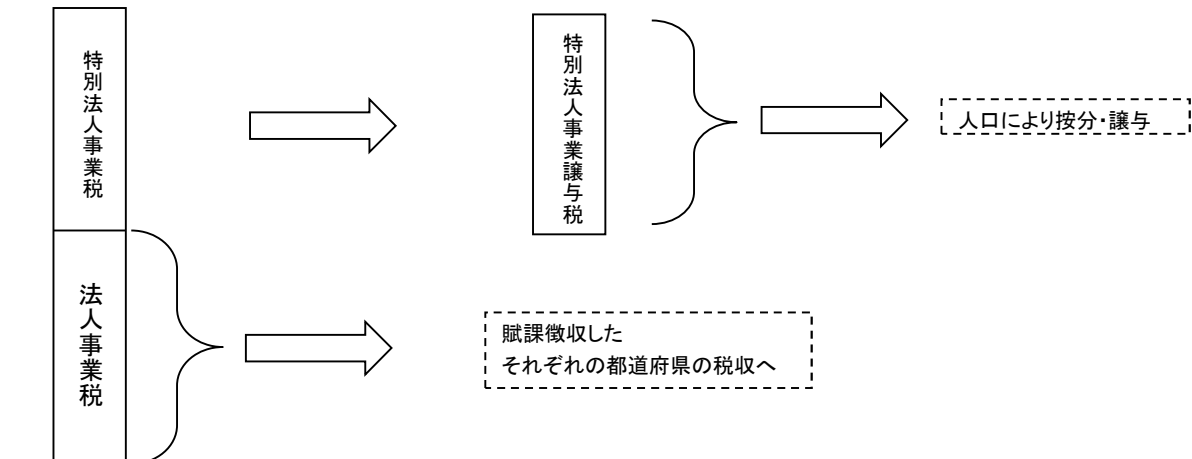 特別法人事業税
特別法人事業譲与税
人口により按分・譲与
法人事業税
賦課徴収した
それぞれの都道府県の税収へ